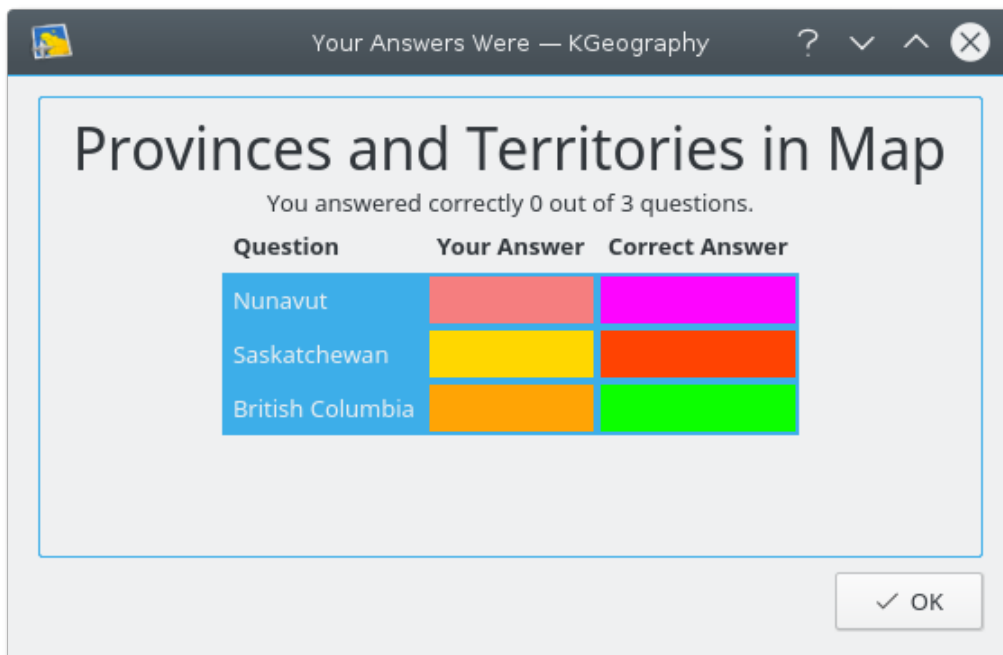 Your Answers Were — KGeography
Provinces and Territories in Map
You answered correctly 0 out of 3 questions.
Question Your Answer Correct Answer
Nunavut
Saskatchewan
British Columbia
OK